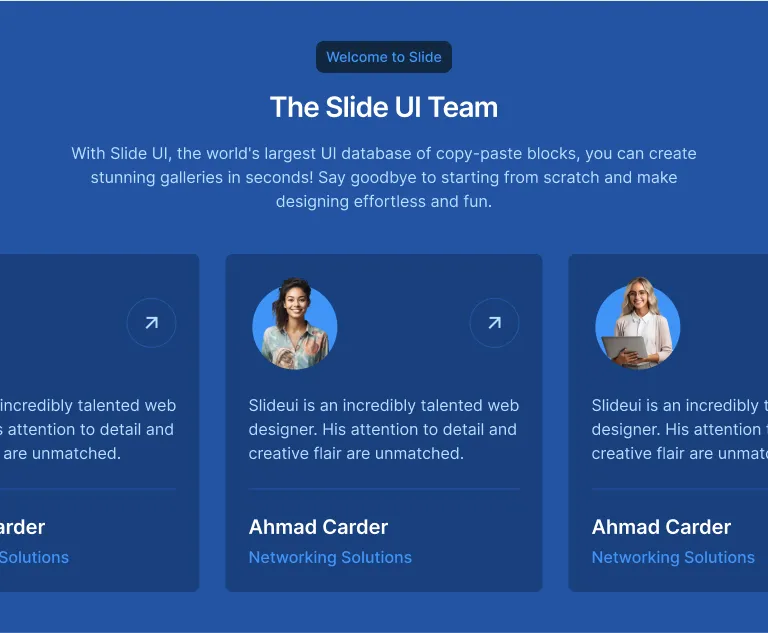 Welcome to Slide
The Slide UI Team
With Slide UI, the world's largest UI database of copy-paste blocks, you can create
stunning galleries in seconds! Say goodbye to starting from scratch and make
designing effortless and fun.
incredibly talented web
attention to detail and
are unmatched.
Solutions
Slideui is an incredibly talented web
designer. His attention to detail and
creative flair are unmatched.
Ahmad Carder
Networking Solutions
Slideui is an incredibly
designer. His attention
creative flair are
Ahmad Carder
Networking Solutions